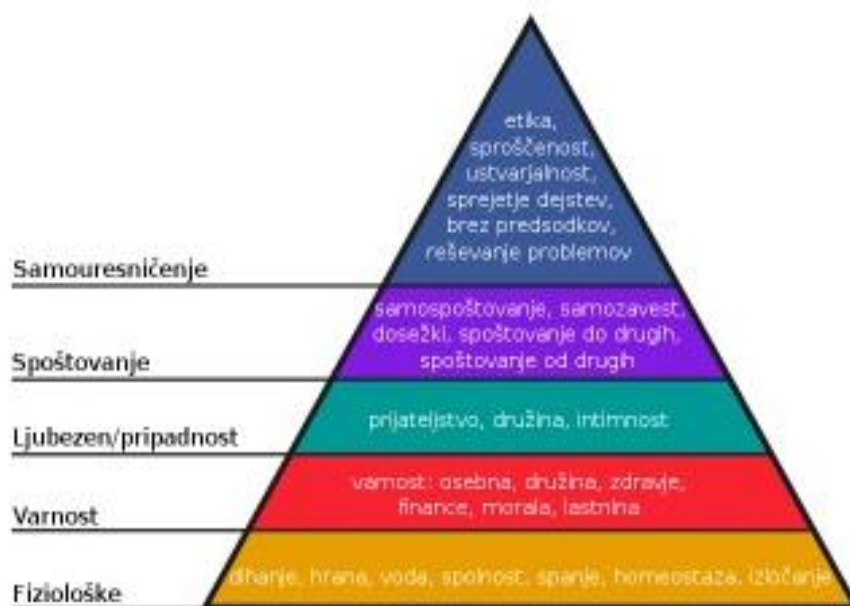 etika,
sproščenost,
ustvarjalnost,
sprejetje dejstev,
brez predsodkov,
reševanje problemov
Samouresničenje
samospoštovanje, samozavest,
dosežki, spoštovanje do drugih,
spoštovanje od drugih
Spoštovanje
prijateljstvo, družina, intimnost
Ljubezen/pripadnost
varnost: osebna, družina, zdravje,
finance, morala, lastnina
Varnost
dihanje, hrana, voda, spolnost, spanje, homeostaza, izločanje
Fiziološke